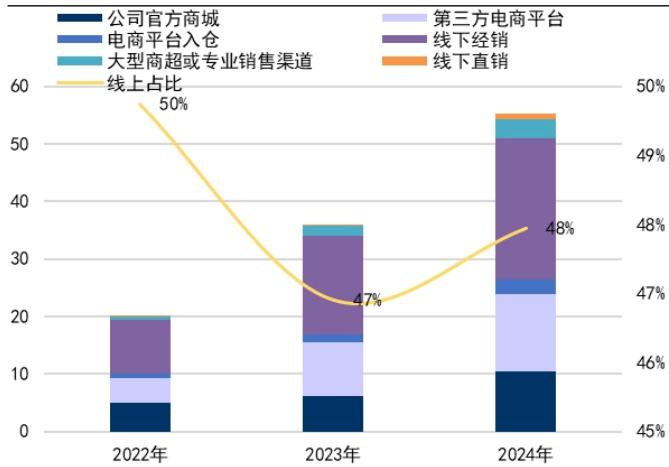 公司官方商城 第三方电商平台
电商平台入仓 线下经销
大型商超或专业销售渠道 线下直销
线上占比
60 50%
50%
50 49%
40 48%
48%
30
47%
47%
20
46%
10
0 45%
2022年 2023年 2024年